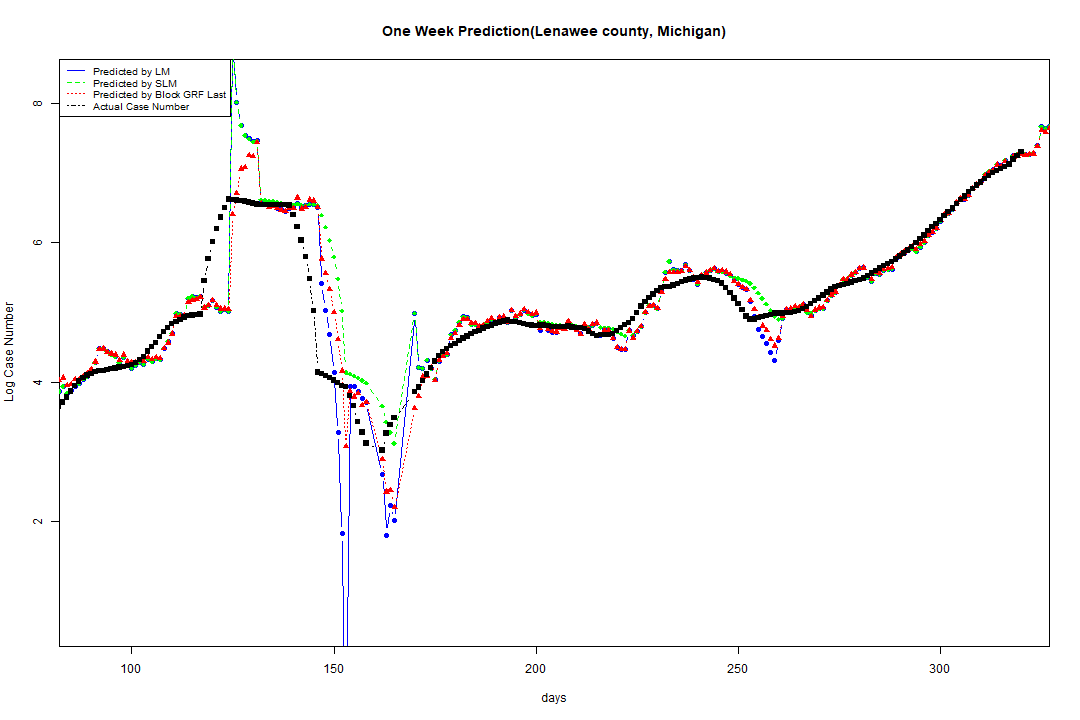 One Week Prediction(Lenawee county, Michigan)
Predicted by LM
Predicted by SLM
Predicted by Block GRF Last
Actual Case Number
Log Case Number
8
6
4
2
100 150 200 250 300
days